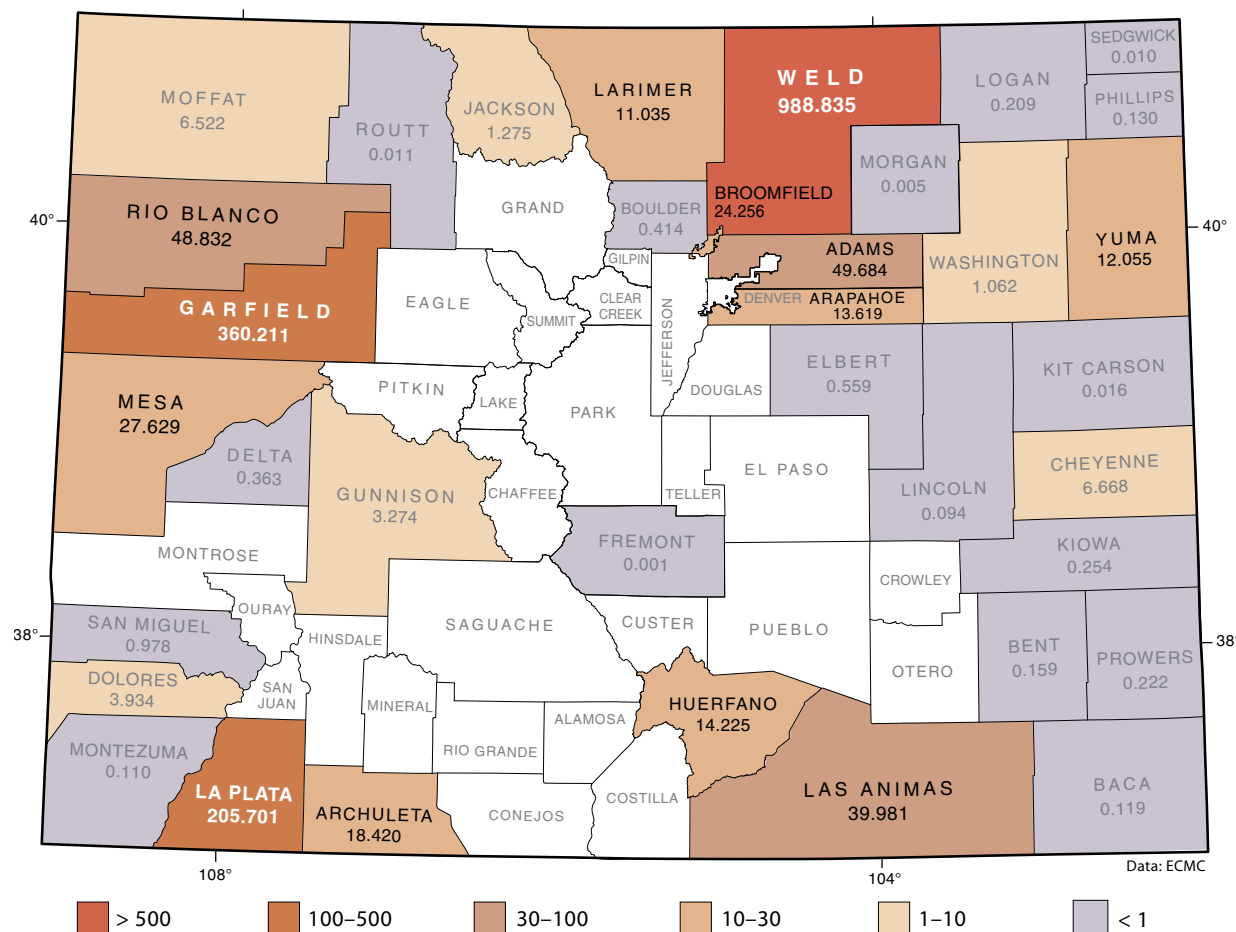 MOFFAT
6.522
ROUTT
0.011
JACKSON
1.275
LARIMER
11.035
WELD
988.835
LOGAN
0.209
SEDGWICK
0.010
PHILLIPS
0.130
MORGAN
0.005
40°
RIO BLANCO
48.832
GRAND
BOULDER
0.414
BROOMFIELD
24.256
40°
YUMA
12.055
WASHINGTON
1.062
ADAMS
49.684
GILPIN
GARFIELD
360.211
EAGLE
SUMMIT
CLEAR
CREEK
JEFFERSON
DENVER
ARAPAHOE
13.619
MESA
27.629
PITKIN
LAKE
PARK
DOUGLAS
ELBERT
0.559
KIT CARSON
0.016
DELTA
0.363
GUNNISON
3.274
CHAFFEE
TELLER
EL PASO
LINCOLN
0.094
CHEYENNE
6.668
MONTROSE
FREMONT
0.001
KIOWA
0.254
CROWLEY
OURAY
38°
SAN MIGUEL
0.978
HINSDALE
SAGUACHE
CUSTER
PUEBLO
OTERO
BENT
0.159
PROWERS
0.222
38°
DOLORES
3.934
SAN
JUAN
MINERAL
RIO GRANDE
ALAMOSA
HUERFANO
14.225
MONTEZUMA
0.110
LA PLATA
205.701
ARCHULETA
18.420
CONEJOS
COSTILLA
LAS ANIMAS
39.981
BACA
0.119
108°
104°
Data: ECMC
> 500
100–500
30–100
10–30
1–10
< 1